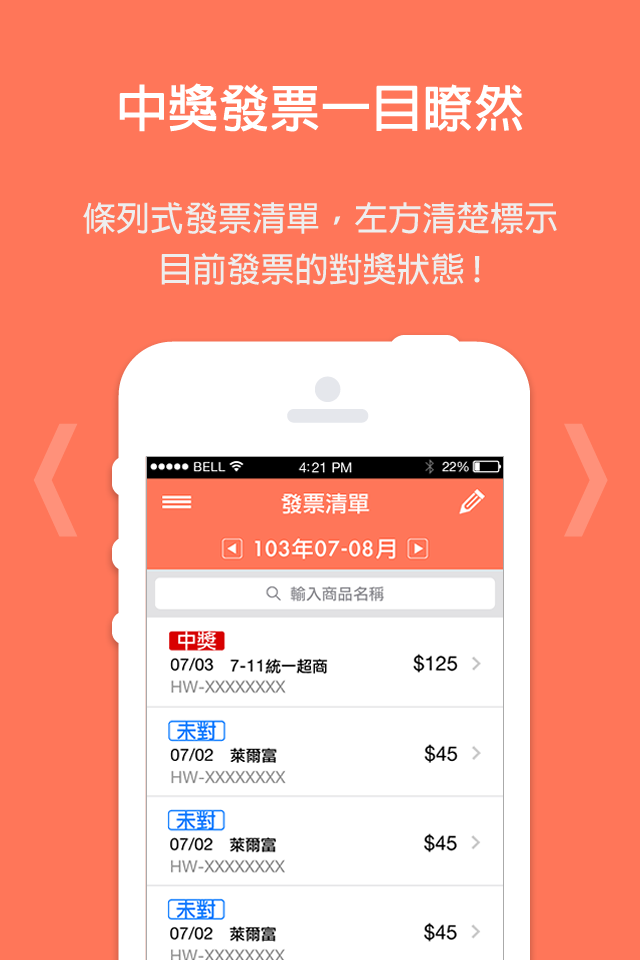 中獎發票一目瞭然
條列式發票清單，左方清楚標示
目前發票的對獎狀態！
BELL 4:21 PM 22%
發票清單
103年07-08月
輸入商品名稱
中獎
07/03 7-11統一超商 $125
HW-XXXXXXXX
未對
07/02 萊爾富 $45
HW-XXXXXXXX
未對
07/02 萊爾富 $45
HW-XXXXXXXX
未對
07/02 萊爾富 $45
HW-XXXXXXXX